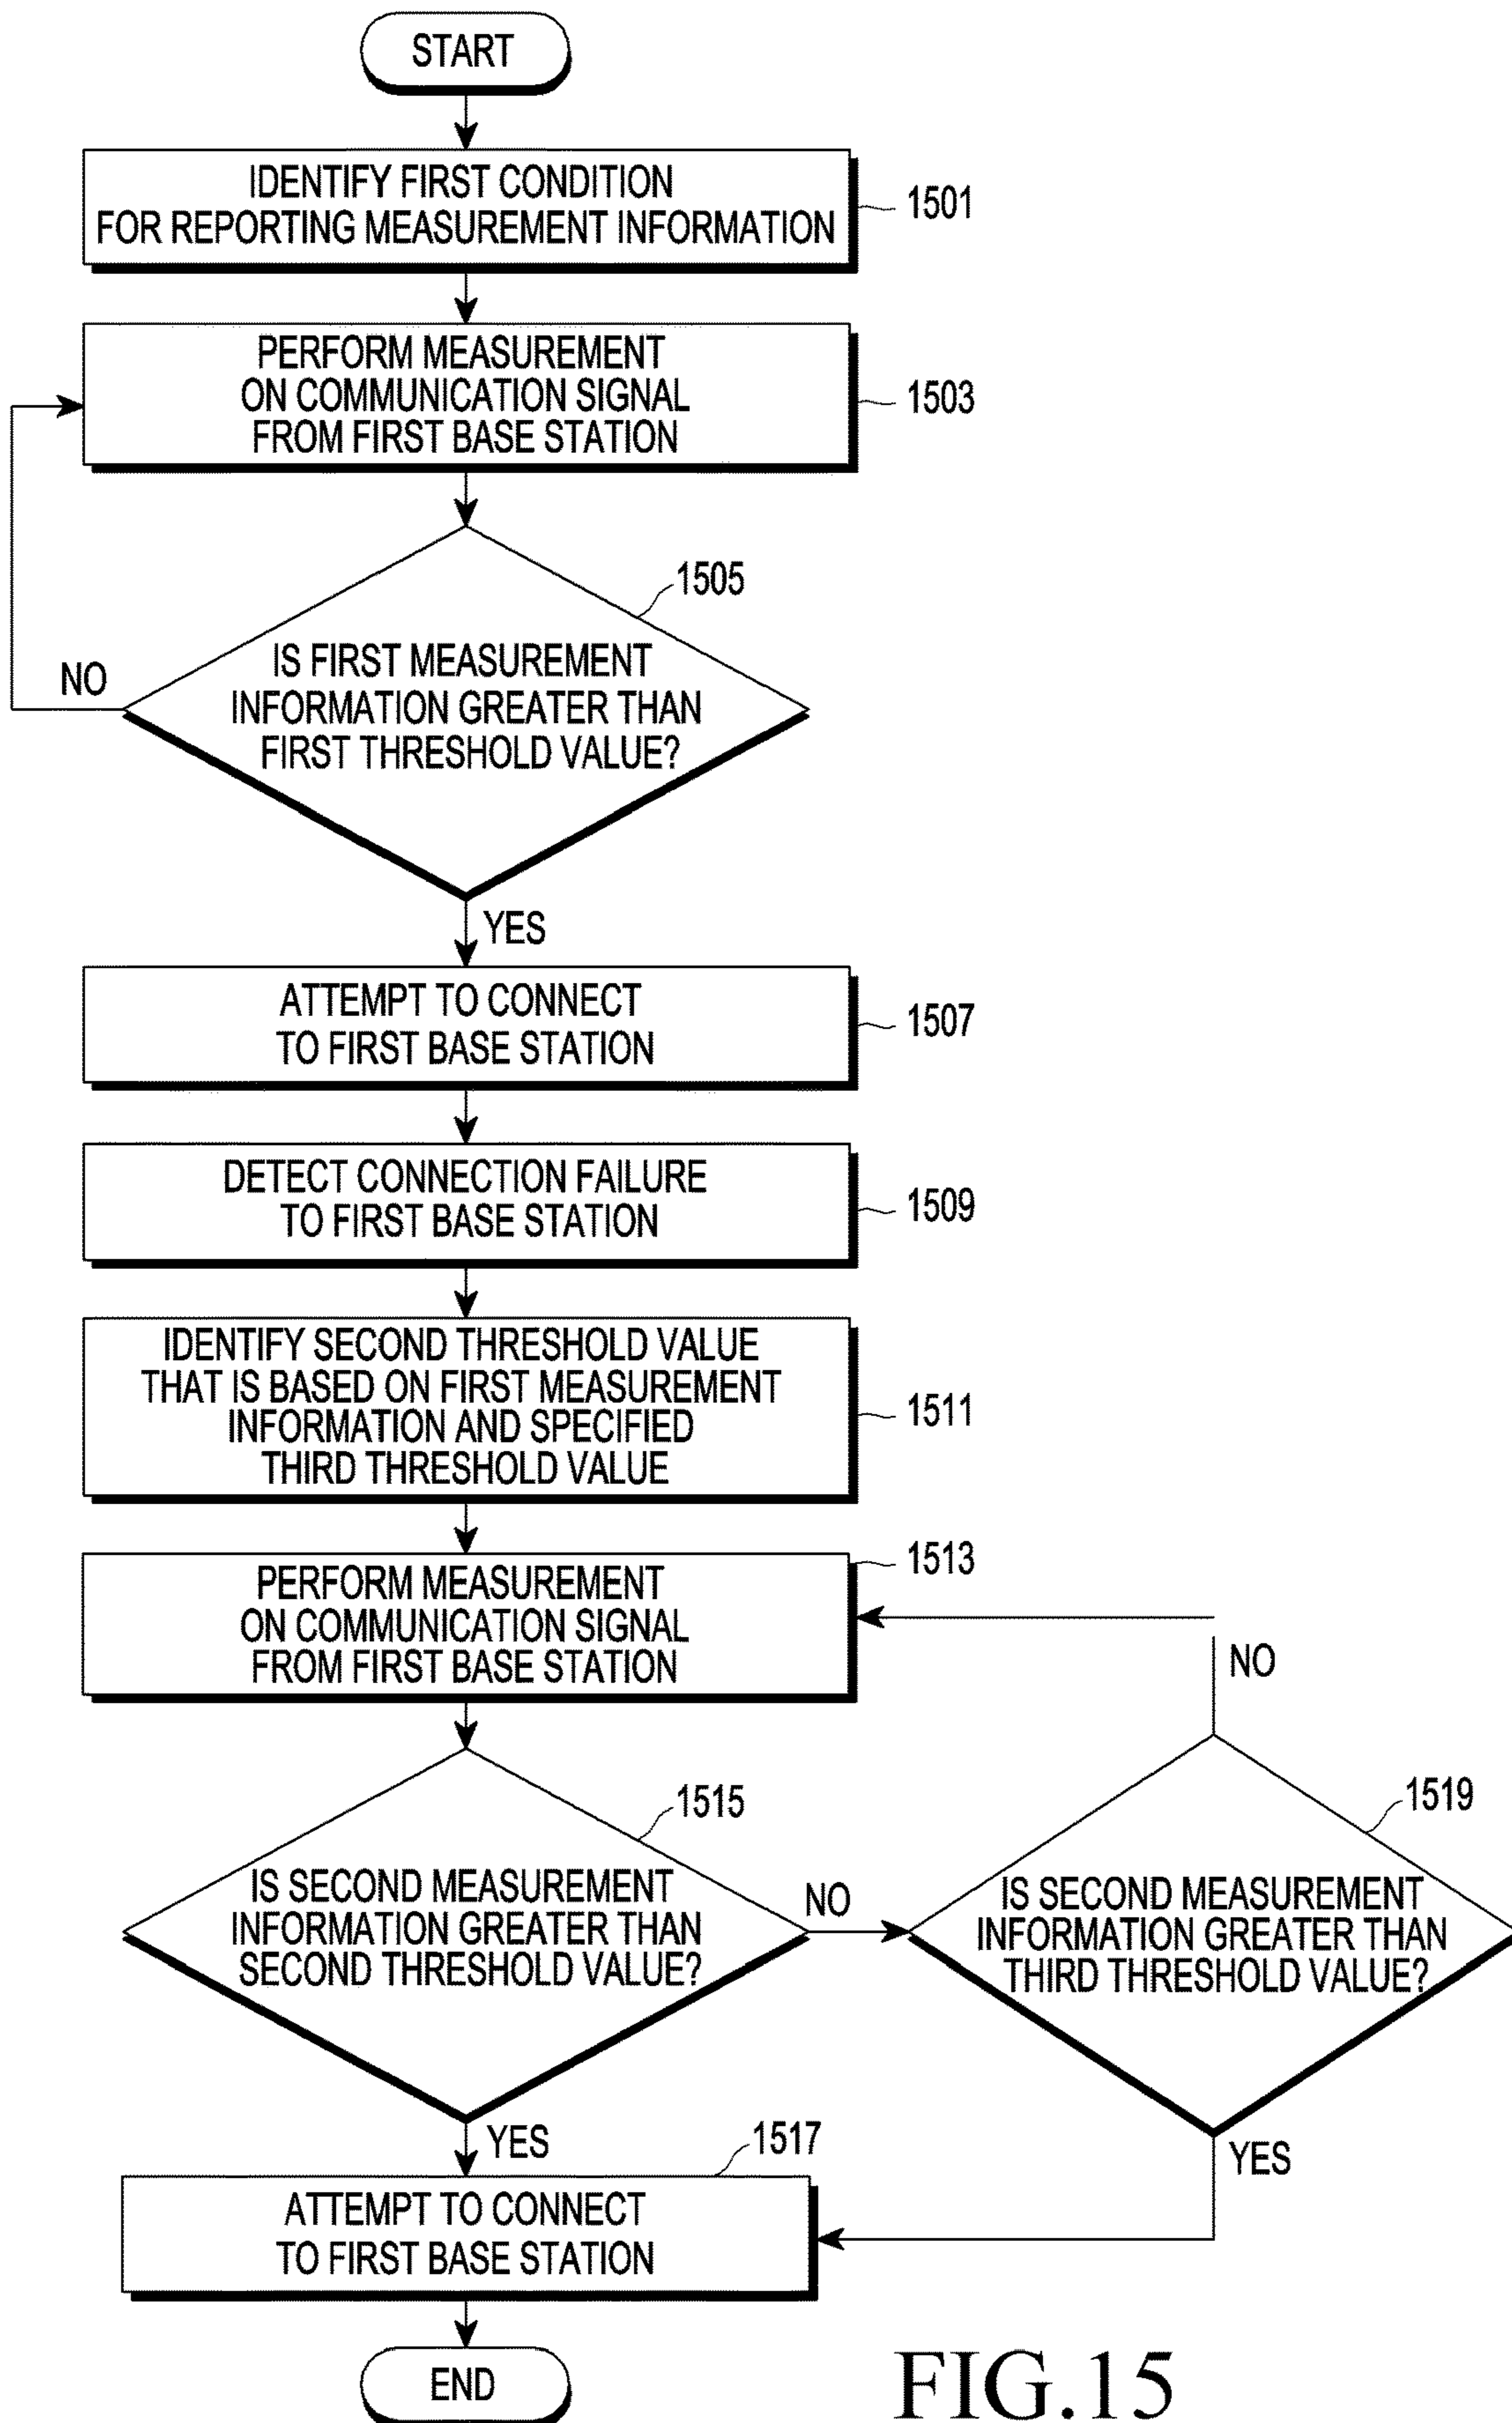 START
IDENTIFY FIRST CONDITION
FOR REPORTING MEASUREMENT INFORMATION
1501
PERFORM MEASUREMENT
ON COMMUNICATION SIGNAL
FROM FIRST BASE STATION
1503
1505
IS FIRST MEASUREMENT
INFORMATION GREATER THAN
FIRST THRESHOLD VALUE?
NO
YES
ATTEMPT TO CONNECT
TO FIRST BASE STATION
1507
DETECT CONNECTION FAILURE
TO FIRST BASE STATION
1509
IDENTIFY SECOND THRESHOLD VALUE
THAT IS BASED ON FIRST MEASUREMENT
INFORMATION AND SPECIFIED
THIRD THRESHOLD VALUE
1511
PERFORM MEASUREMENT
ON COMMUNICATION SIGNAL
FROM FIRST BASE STATION
1513
NO
1515
IS SECOND MEASUREMENT
INFORMATION GREATER THAN
SECOND THRESHOLD VALUE?
NO
1519
IS SECOND MEASUREMENT
INFORMATION GREATER THAN
THIRD THRESHOLD VALUE?
YES
YES
1517
ATTEMPT TO CONNECT
TO FIRST BASE STATION
END
FIG.15